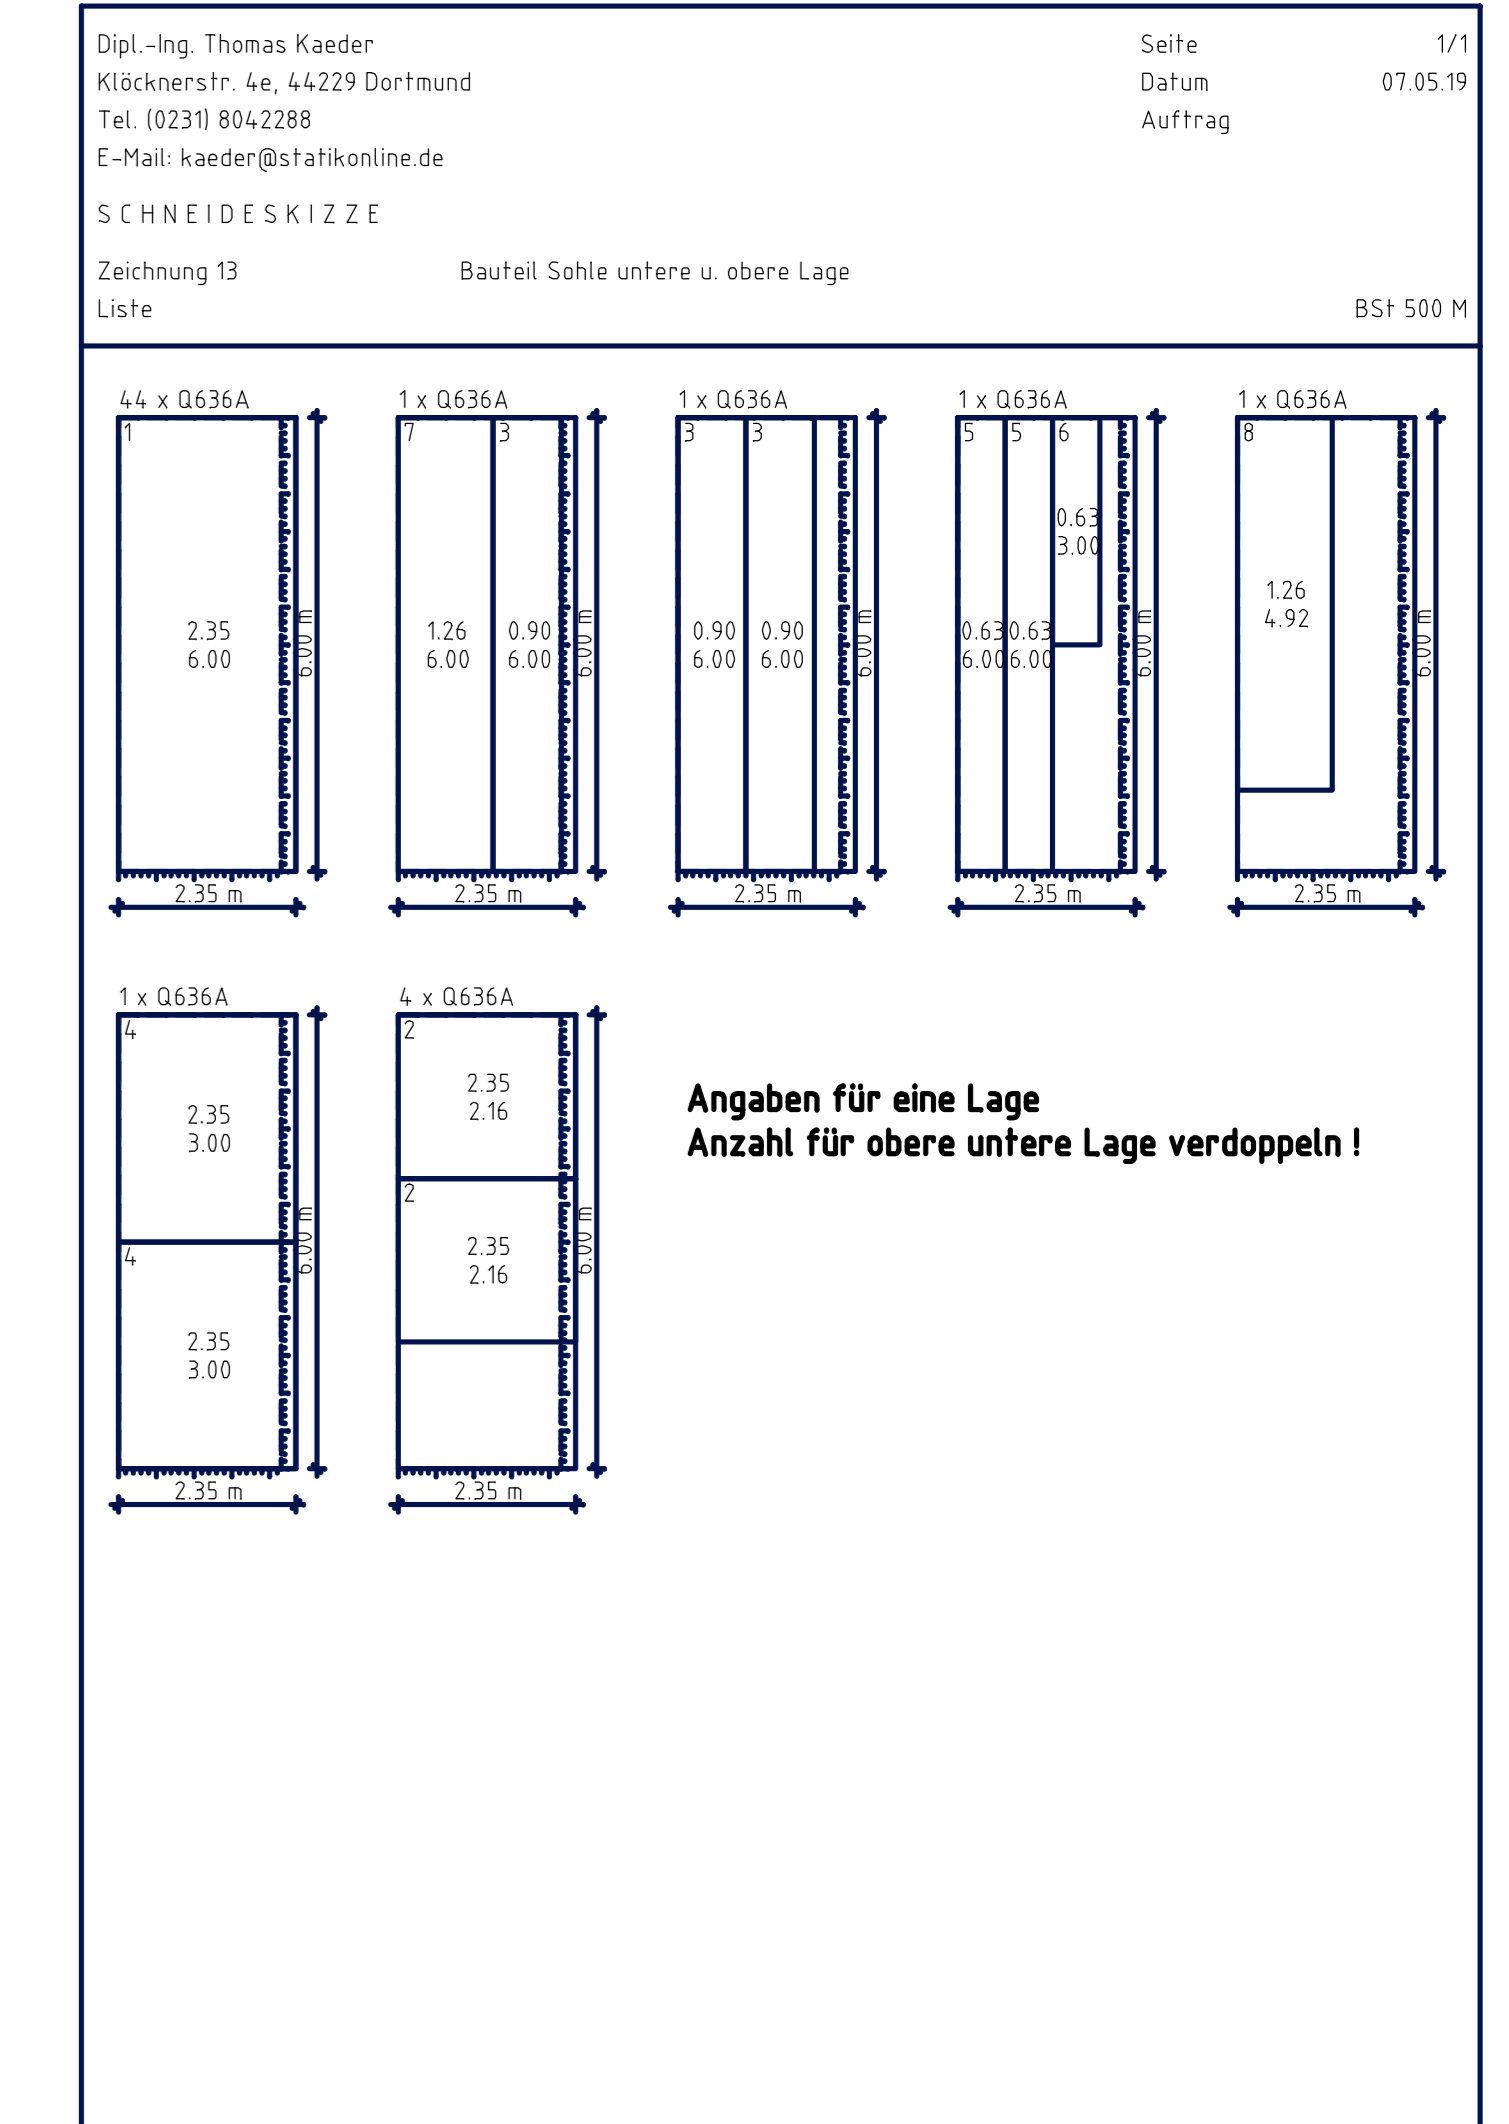 Dipl.-Ing. Thomas Kaeder
Klöcknerstr. 4e, 44229 Dortmund
Tel. (0231) 8042288
E-Mail: kaeder@statikonline.de
Seite 1/1
Datum 07.05.19
Auftrag
SCHNEIDESKIZZE
Zeichnung 13 Bauteil Sohle untere u. obere Lage
Liste BSt 500 M
44 x Q636A
1
2.35
6.00
6.00 m
2.35 m
1 x Q636A
7 3
1.26 0.90
6.00 6.00
6.00 m
2.35 m
1 x Q636A
3 3
0.90 0.90
6.00 6.00
6.00 m
2.35 m
1 x Q636A
5 5 6
0.63
3.00
0.63 0.63
6.00 6.00
6.00 m
2.35 m
1 x Q636A
8
1.26
4.92
6.00 m
2.35 m
1 x Q636A
4
2.35
3.00
4
2.35
3.00
6.00 m
2.35 m
4 x Q636A
2
2.35
2.16
2
2.35
2.16
6.00 m
2.35 m
Angaben für eine Lage
Anzahl für obere untere Lage verdoppeln !